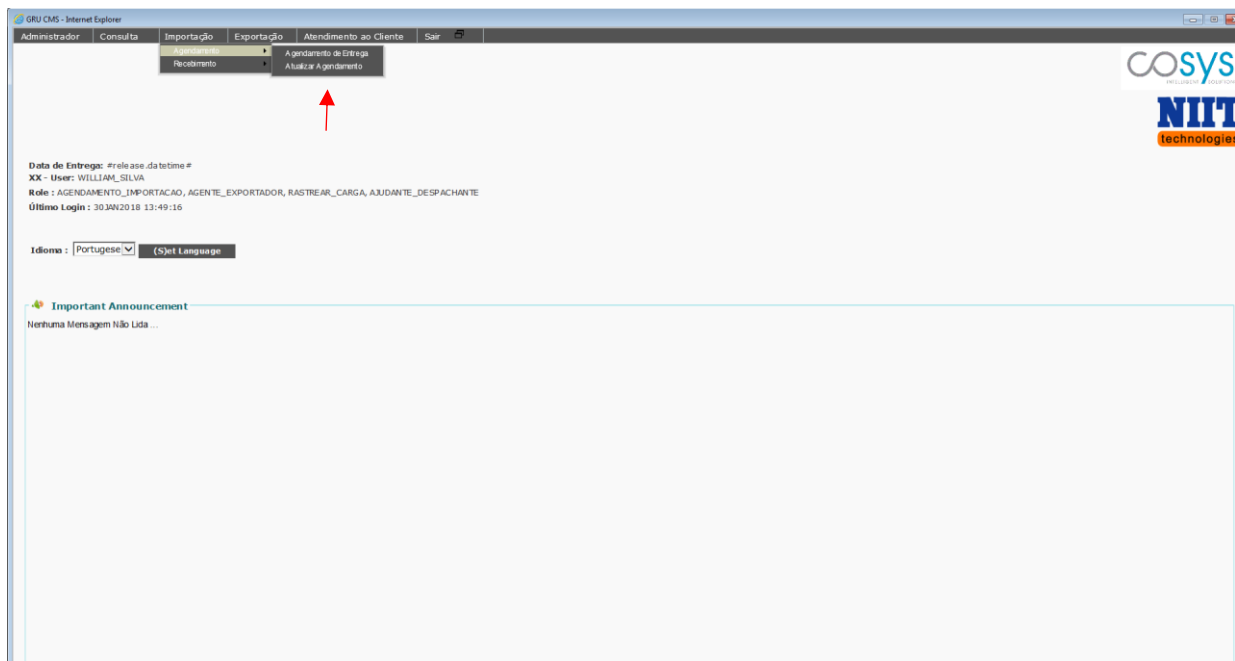 GRU CMS - Internet Explorer
Administrador Consulta Importação Exportação Atendimento ao Cliente Sair
Agendamento
Recebimento
Agendamento de Entrega
Atualizar Agendamento
cosys
NIIT
technologies
Data de Entrega: #release.datetime#
XX - User: WILLIAM_SILVA
Role : AGENDAMENTO_IMPORTACAO, AGENTE_EXPORTADOR, RASTREAR_CARGA, AJUDANTE_DESPACHANTE
Último Login : 30JAN2018 13:49:16
Idioma : Portugese (S)et Language
Important Announcement
Nenhuma Mensagem Não Lida ...